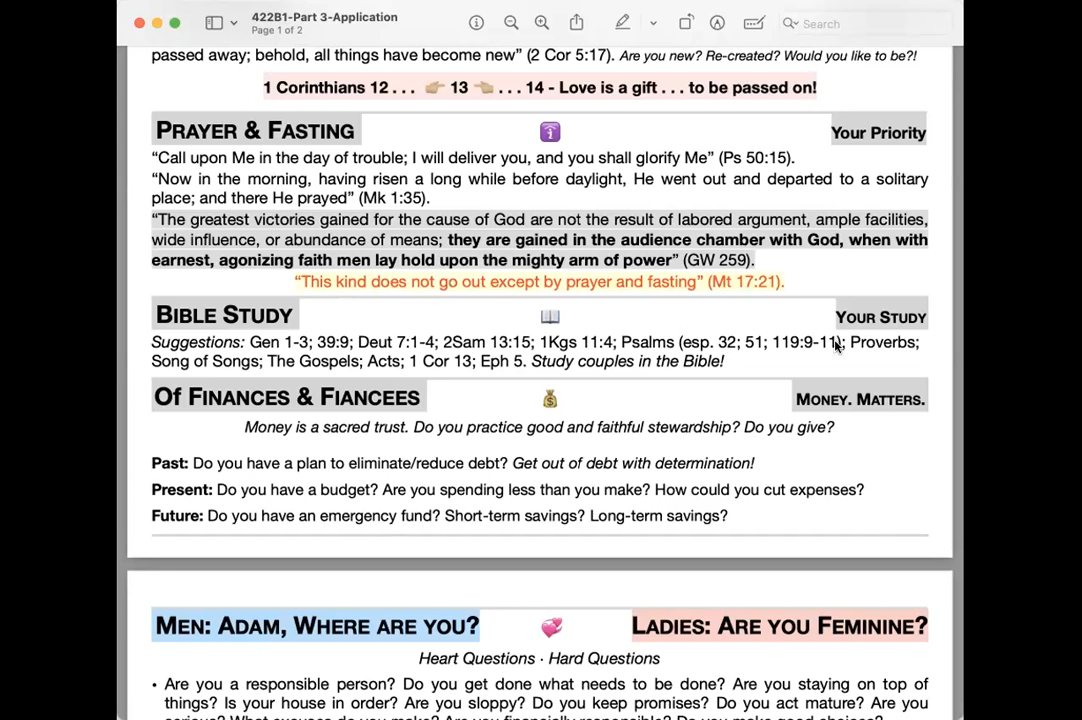 422B1-Part 3-Application
Page 1 of 2
Search
passed away; behold, all things have become new” (2 Cor 5:17). Are you new? Re-created? Would you like to be?!
1 Corinthians 12 . . . 👉🏼 13 👈🏼 . . . 14 - Love is a gift . . . to be passed on!
PRAYER & FASTING 🛐 Your Priority
“Call upon Me in the day of trouble; I will deliver you, and you shall glorify Me” (Ps 50:15).
“Now in the morning, having risen a long while before daylight, He went out and departed to a solitary
place; and there He prayed” (Mk 1:35).
“The greatest victories gained for the cause of God are not the result of labored argument, ample facilities,
wide influence, or abundance of means; they are gained in the audience chamber with God, when with
earnest, agonizing faith men lay hold upon the mighty arm of power” (GW 259).
“This kind does not go out except by prayer and fasting” (Mt 17:21).
BIBLE STUDY 📖 YOUR STUDY
Suggestions: Gen 1-3; 39:9; Deut 7:1-4; 2Sam 13:15; 1Kgs 11:4; Psalms (esp. 32; 51; 119:9-11); Proverbs;
Song of Songs; The Gospels; Acts; 1 Cor 13; Eph 5. Study couples in the Bible!
Of FINANCES & FIANCEES 💰 MONEY. MATTERS.
Money is a sacred trust. Do you practice good and faithful stewardship? Do you give?
Past: Do you have a plan to eliminate/reduce debt? Get out of debt with determination!
Present: Do you have a budget? Are you spending less than you make? How could you cut expenses?
Future: Do you have an emergency fund? Short-term savings? Long-term savings?
MEN: ADAM, WHERE ARE YOU? 💞 LADIES: ARE YOU FEMININE?
Heart Questions · Hard Questions
• Are you a responsible person? Do you get done what needs to be done? Are you staying on top of
things? Is your house in order? Are you sloppy? Do you keep promises? Do you act mature? Are you
serious? What excuses do you make? Are you financially responsible? Do you make good choices?